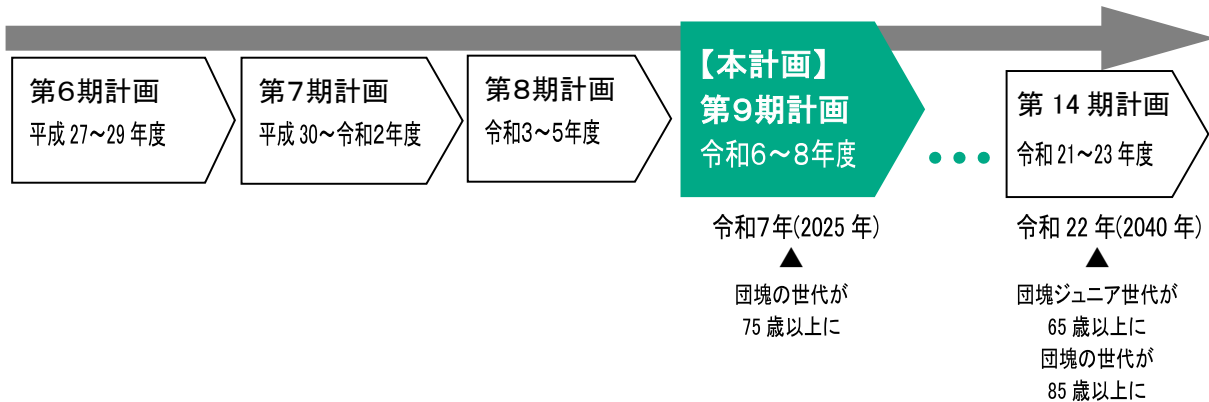 第6期計画
平成 27～29 年度
第7期計画
平成 30～令和2年度
第8期計画
令和3～5年度
【本計画】
第9期計画
令和6～8年度
・・・
第 14 期計画
令和 21～23 年度
令和7年(2025 年)
▲
団塊の世代が
75 歳以上に
令和 22 年(2040 年)
▲
団塊ジュニア世代が
65 歳以上に
団塊の世代が
85 歳以上に